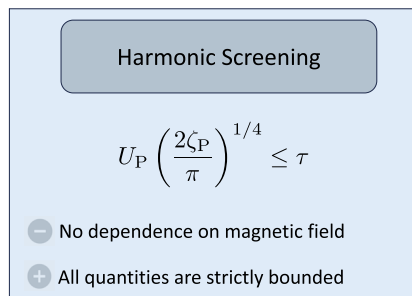 Harmonic Screening
U_P (2ζ_P / π)^{1/4} ≤ τ
− No dependence on magnetic field
+ All quantities are strictly bounded